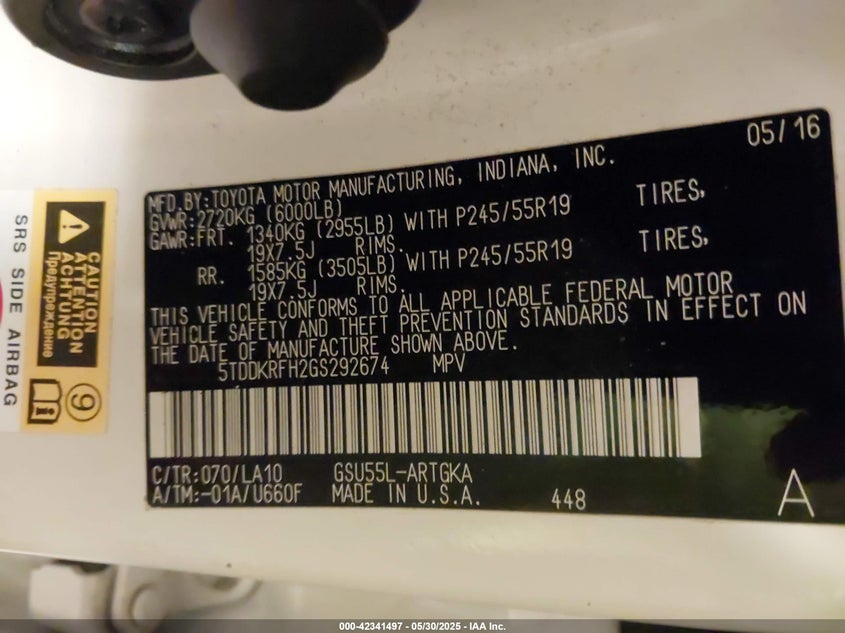 05/16
MFD.BY:TOYOTA MOTOR MANUFACTURING, INDIANA, INC.
GVWR:2720KG (6000LB)
GAWR:FRT. 1340KG (2955LB) WITH P245/55R19 TIRES,
19X7.5J RIMS.
RR. 1585KG (3505LB) WITH P245/55R19 TIRES,
19X7.5J RIMS.
THIS VEHICLE CONFORMS TO ALL APPLICABLE FEDERAL MOTOR
VEHICLE SAFETY AND THEFT PREVENTION STANDARDS IN EFFECT ON
THE DATE OF MANUFACTURE SHOWN ABOVE.
5TDDKRFH2GS292674 MPV
C/TR:070/LA10 GSU55L-ARTGKA
A/TM:-01A/U660F MADE IN U.S.A. 448
A
CAUTION
ATTENTION
ACHTUNG
Предупреждение
9
SRS SIDE AIRBAG
000-42341497 - 05/30/2025 - IAA Inc.